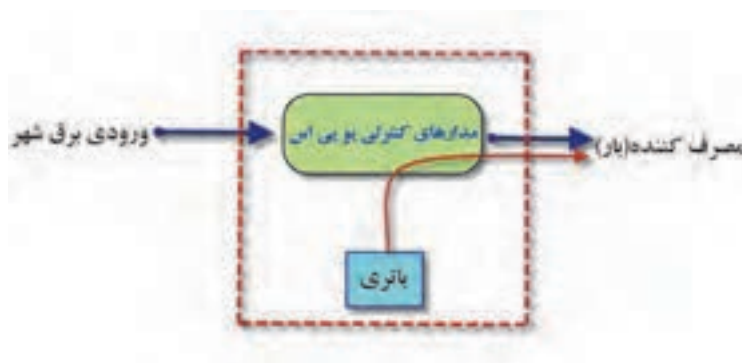 مدارهای کنترلی یو پی اس
ورودی برق شهر
مصرف کننده(بار)
باتری